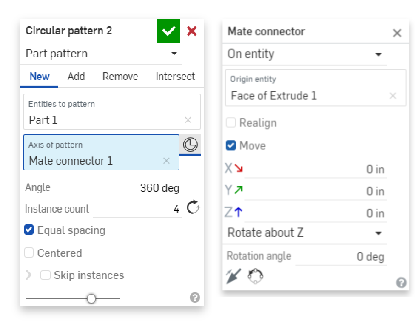 Circular pattern 2
Part pattern
New Add Remove Intersect
Entities to pattern
Part 1
Axis of pattern
Mate connector 1
Angle 360 deg
Instance count 4
Equal spacing
Centered
Skip instances
Mate connector
On entity
Origin entity
Face of Extrude 1
Realign
Move
X 0 in
Y 0 in
Z 0 in
Rotate about Z
Rotation angle 0 deg